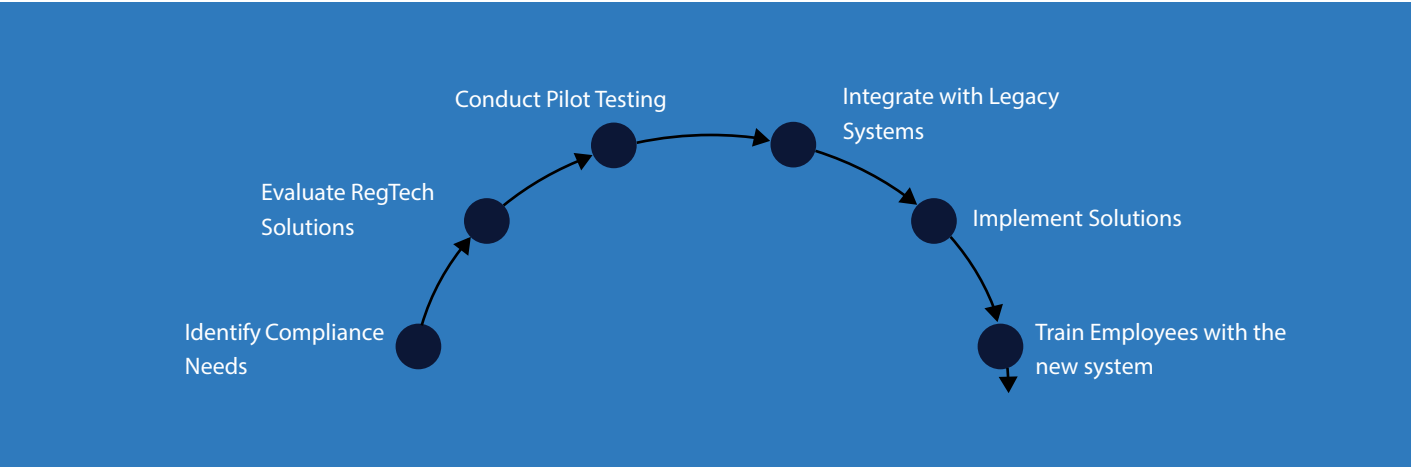 Conduct Pilot Testing
Integrate with Legacy
Systems
Evaluate RegTech
Solutions
Implement Solutions
Identify Compliance
Needs
Train Employees with the
new system